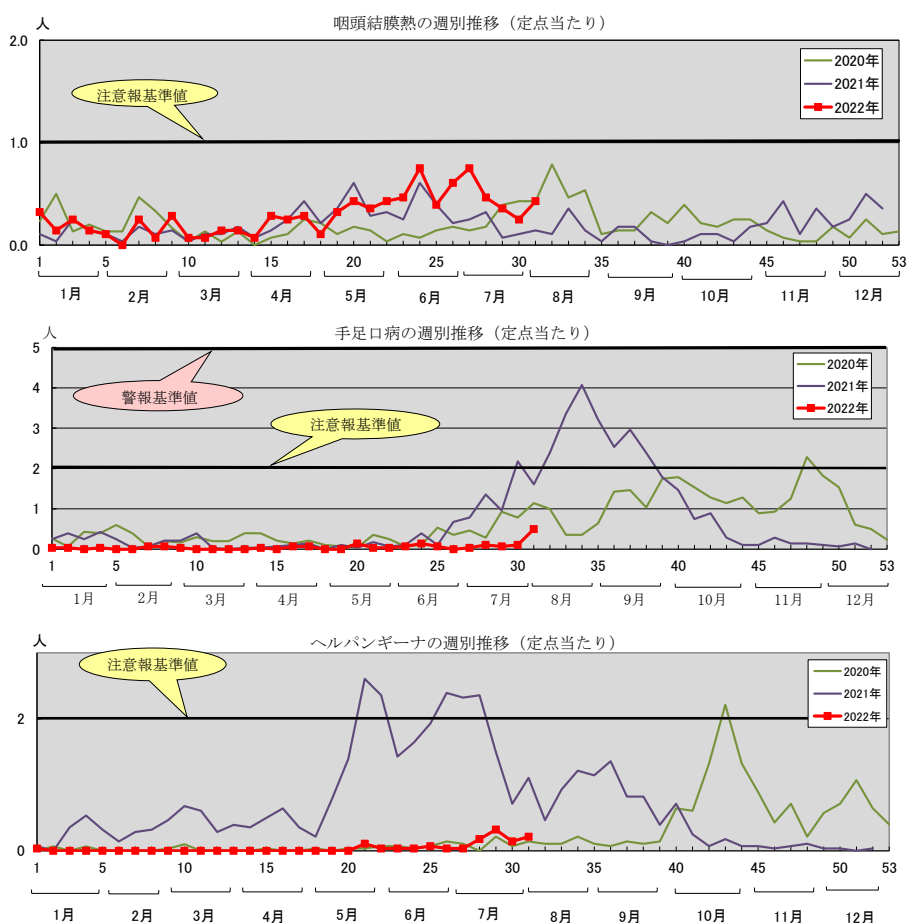 咽頭結膜熱の週別推移（定点当たり）
人
2.0
1.0
0.0
注意報基準値
2020年
2021年
2022年
1 5 10 15 20 25 30 35 40 45 50 53
1月 2月 3月 4月 5月 6月 7月 8月 9月 10月 11月 12月
手足口病の週別推移（定点当たり）
人
5
4
3
2
1
0
警報基準値
注意報基準値
2020年
2021年
2022年
1 5 10 15 20 25 30 35 40 45 50 53
1月 2月 3月 4月 5月 6月 7月 8月 9月 10月 11月 12月
ヘルパンギーナの週別推移（定点当たり）
人
2
0
注意報基準値
2020年
2021年
2022年
1 5 10 15 20 25 30 35 40 45 50 53
1月 2月 3月 4月 5月 6月 7月 8月 9月 10月 11月 12月